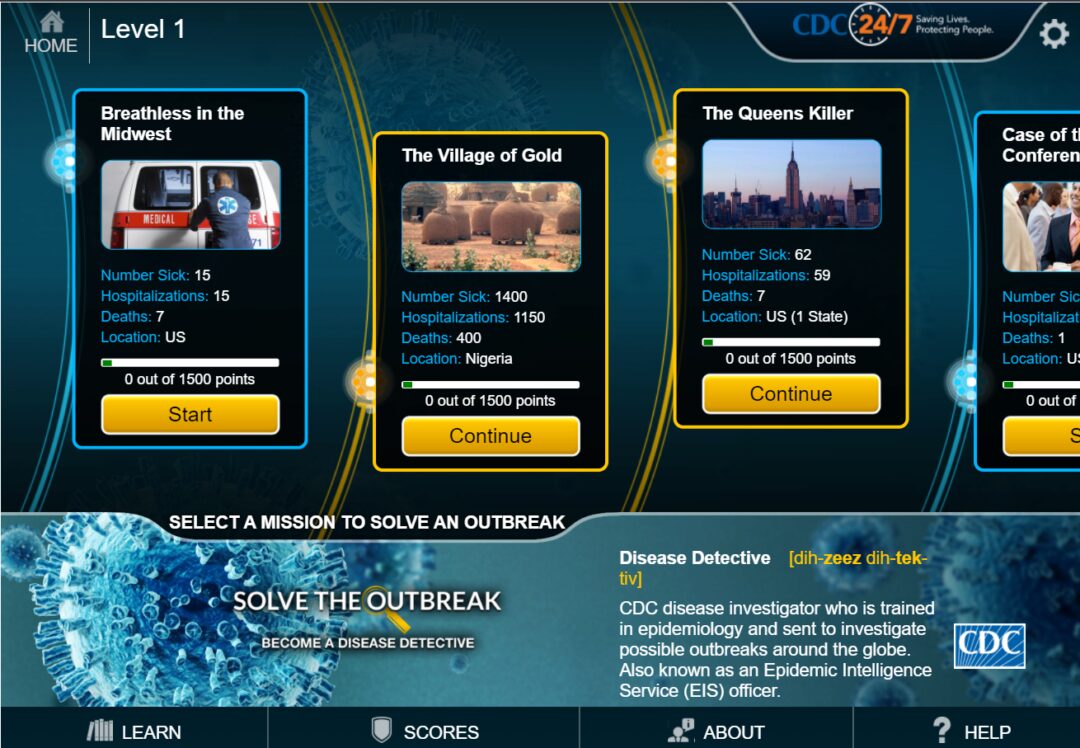 HOME
Level 1
CDC 24/7 Saving Lives.
Protecting People.
Breathless in the
Midwest
MEDICAL
Number Sick: 15
Hospitalizations: 15
Deaths: 7
Location: US
0 out of 1500 points
Start
The Village of Gold
Number Sick: 1400
Hospitalizations: 1150
Deaths: 400
Location: Nigeria
0 out of 1500 points
Continue
The Queens Killer
Number Sick: 62
Hospitalizations: 59
Deaths: 7
Location: US (1 State)
0 out of 1500 points
Continue
Case of
Number
Deaths: 1
Location:
0 out of
SELECT A MISSION TO SOLVE AN OUTBREAK
SOLVE THE OUTBREAK
BECOME A DISEASE DETECTIVE
Disease Detective [dih-zeez dih-tek-
tiv]
CDC disease investigator who is trained
in epidemiology and sent to investigate
possible outbreaks around the globe.
Also known as an Epidemic Intelligence
Service (EIS) officer.
CDC
LEARN
SCORES
ABOUT
HELP